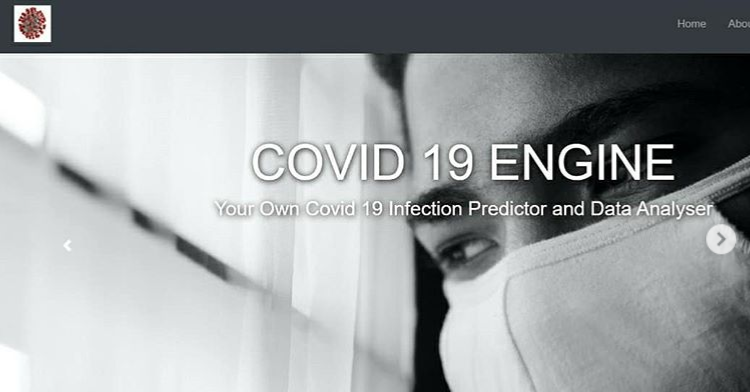 Home
COVID 19 ENGINE
Your Own Covid 19 Infection Predictor and Data Analyser